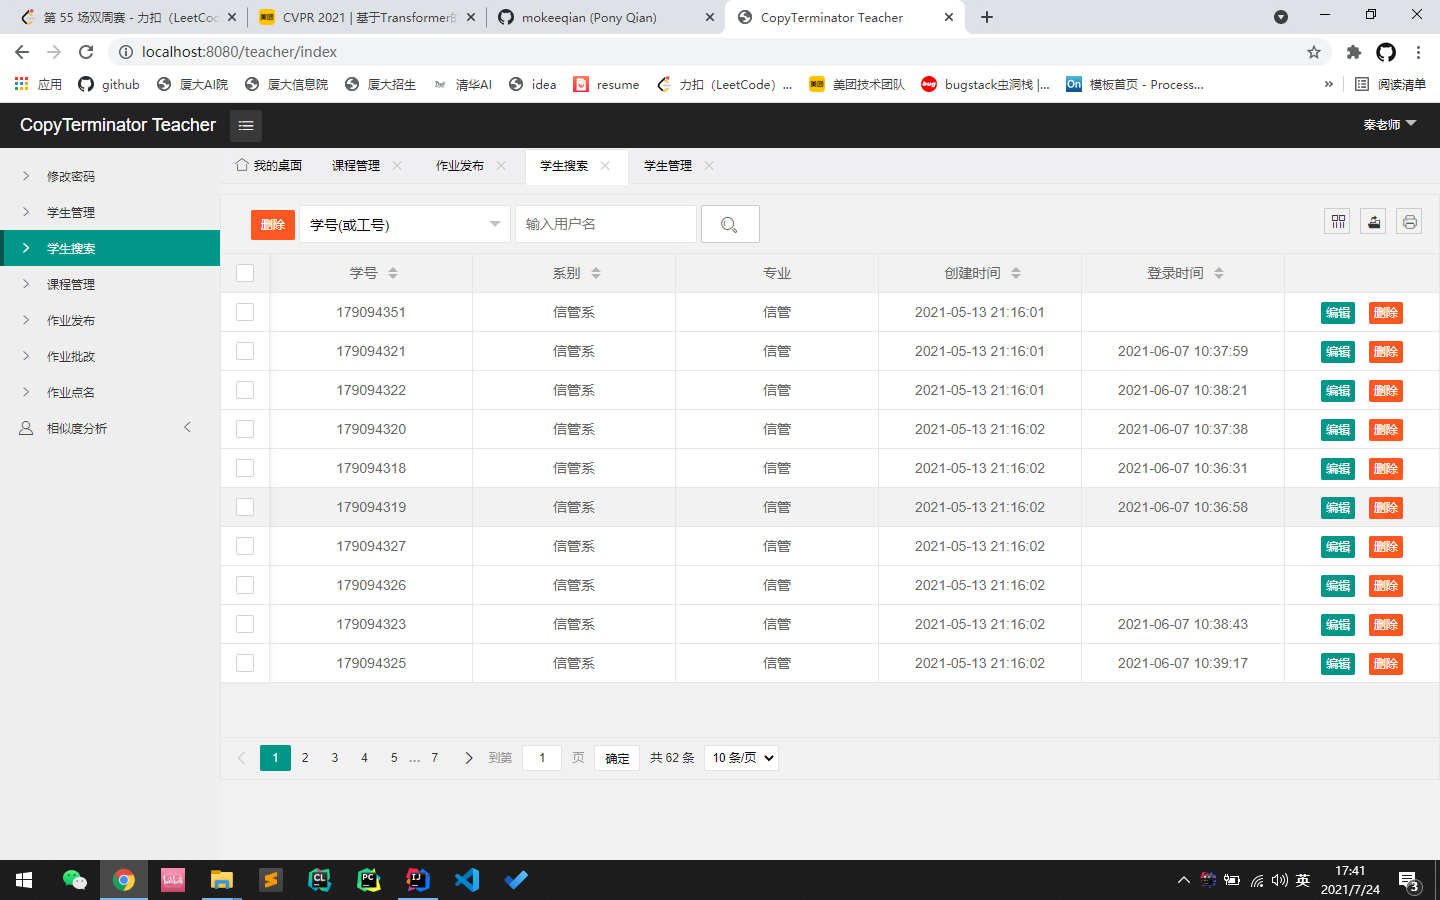 第 55 场双周赛 - 力扣（LeetCod
CVPR 2021 | 基于Transformer的
mokeeqian (Pony Qian)
CopyTerminator Teacher
localhost:8080/teacher/index
应用
github
厦大AI院
厦大信息院
厦大招生
清华AI
idea
resume
力扣（LeetCode）...
美团技术团队
bugstack虫洞栈 |...
模板首页 - Process...
»
阅读清单
CopyTerminator Teacher
秦老师
修改密码
学生管理
学生搜索
课程管理
作业发布
作业批改
作业点名
相似度分析
我的桌面
课程管理
作业发布
学生搜索
学生管理
删除
学号(或工号)
输入用户名
学号 系别 专业 创建时间 登录时间
179094351 信管系 信管 2021-05-13 21:16:01 编辑 删除
179094321 信管系 信管 2021-05-13 21:16:01 2021-06-07 10:37:59 编辑 删除
179094322 信管系 信管 2021-05-13 21:16:01 2021-06-07 10:38:21 编辑 删除
179094320 信管系 信管 2021-05-13 21:16:02 2021-06-07 10:37:38 编辑 删除
179094318 信管系 信管 2021-05-13 21:16:02 2021-06-07 10:36:31 编辑 删除
179094319 信管系 信管 2021-05-13 21:16:02 2021-06-07 10:36:58 编辑 删除
179094327 信管系 信管 2021-05-13 21:16:02 编辑 删除
179094326 信管系 信管 2021-05-13 21:16:02 编辑 删除
179094323 信管系 信管 2021-05-13 21:16:02 2021-06-07 10:38:43 编辑 删除
179094325 信管系 信管 2021-05-13 21:16:02 2021-06-07 10:39:17 编辑 删除
1 2 3 4 5 … 7 到第 1 页 确定 共 62 条 10 条/页
英
17:41
2021/7/24
3